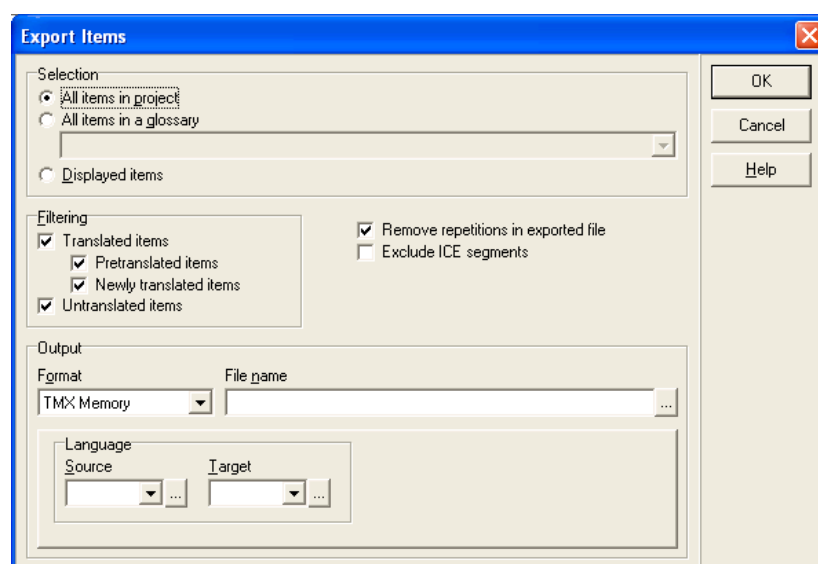 Export Items
Selection
All items in project
All items in a glossary
Displayed items
OK
Cancel
Help
Filtering
Translated items
Pretranslated items
Newly translated items
Untranslated items
Remove repetitions in exported file
Exclude ICE segments
Output
Format File name
TMX Memory ...
Language
Source Target
... ...